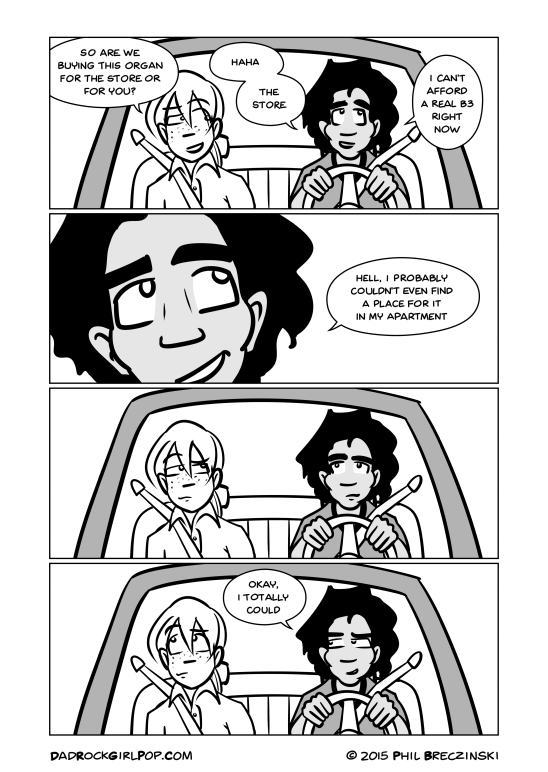 SO ARE WE
BUYING THIS ORGAN
FOR THE STORE OR
FOR YOU?
HAHA
THE
STORE
I CAN'T
AFFORD
A REAL B3
RIGHT
NOW
HELL, I PROBABLY
COULDN'T EVEN FIND
A PLACE FOR IT
IN MY APARTMENT
OKAY,
I TOTALLY
COULD
DADROCKGIRLPOP.COM
© 2015 PHIL BRECZINSKI